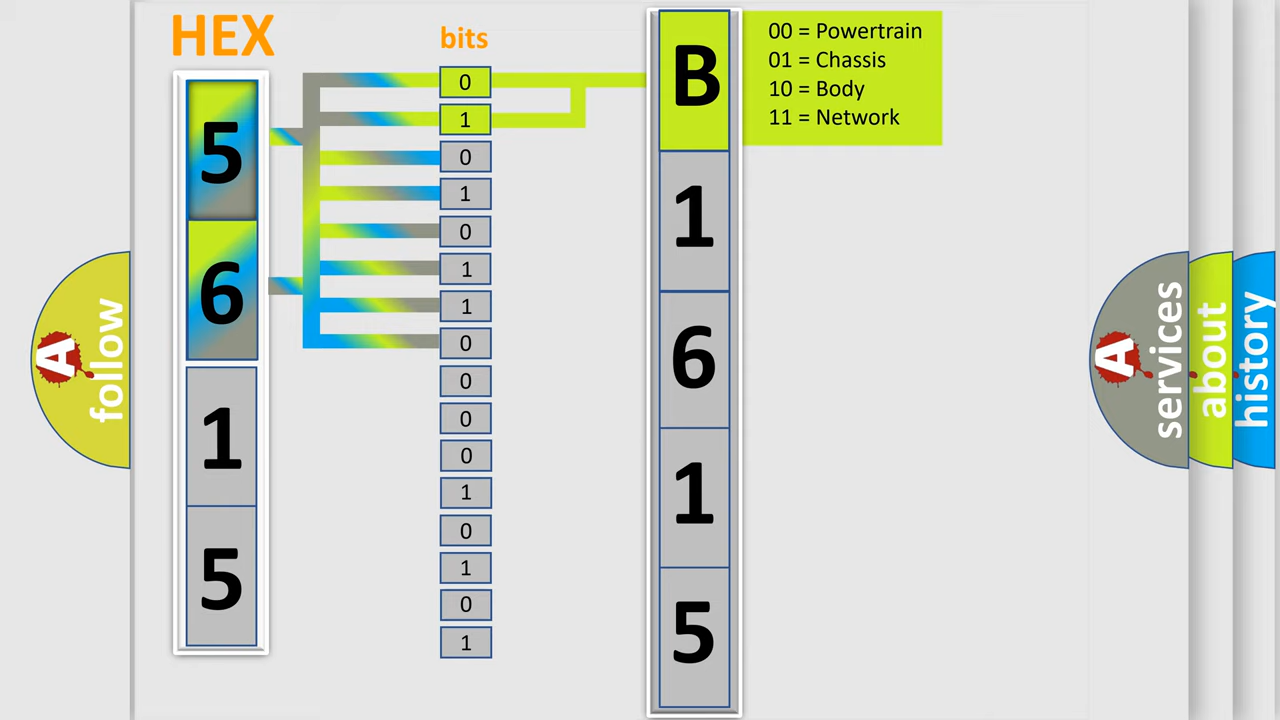 HEX
bits
5
6
1
5
0
1
0
1
0
1
1
0
0
0
0
1
0
1
0
1
B
1
6
1
5
00 = Powertrain
01 = Chassis
10 = Body
11 = Network
A
follow
A
services
about
history